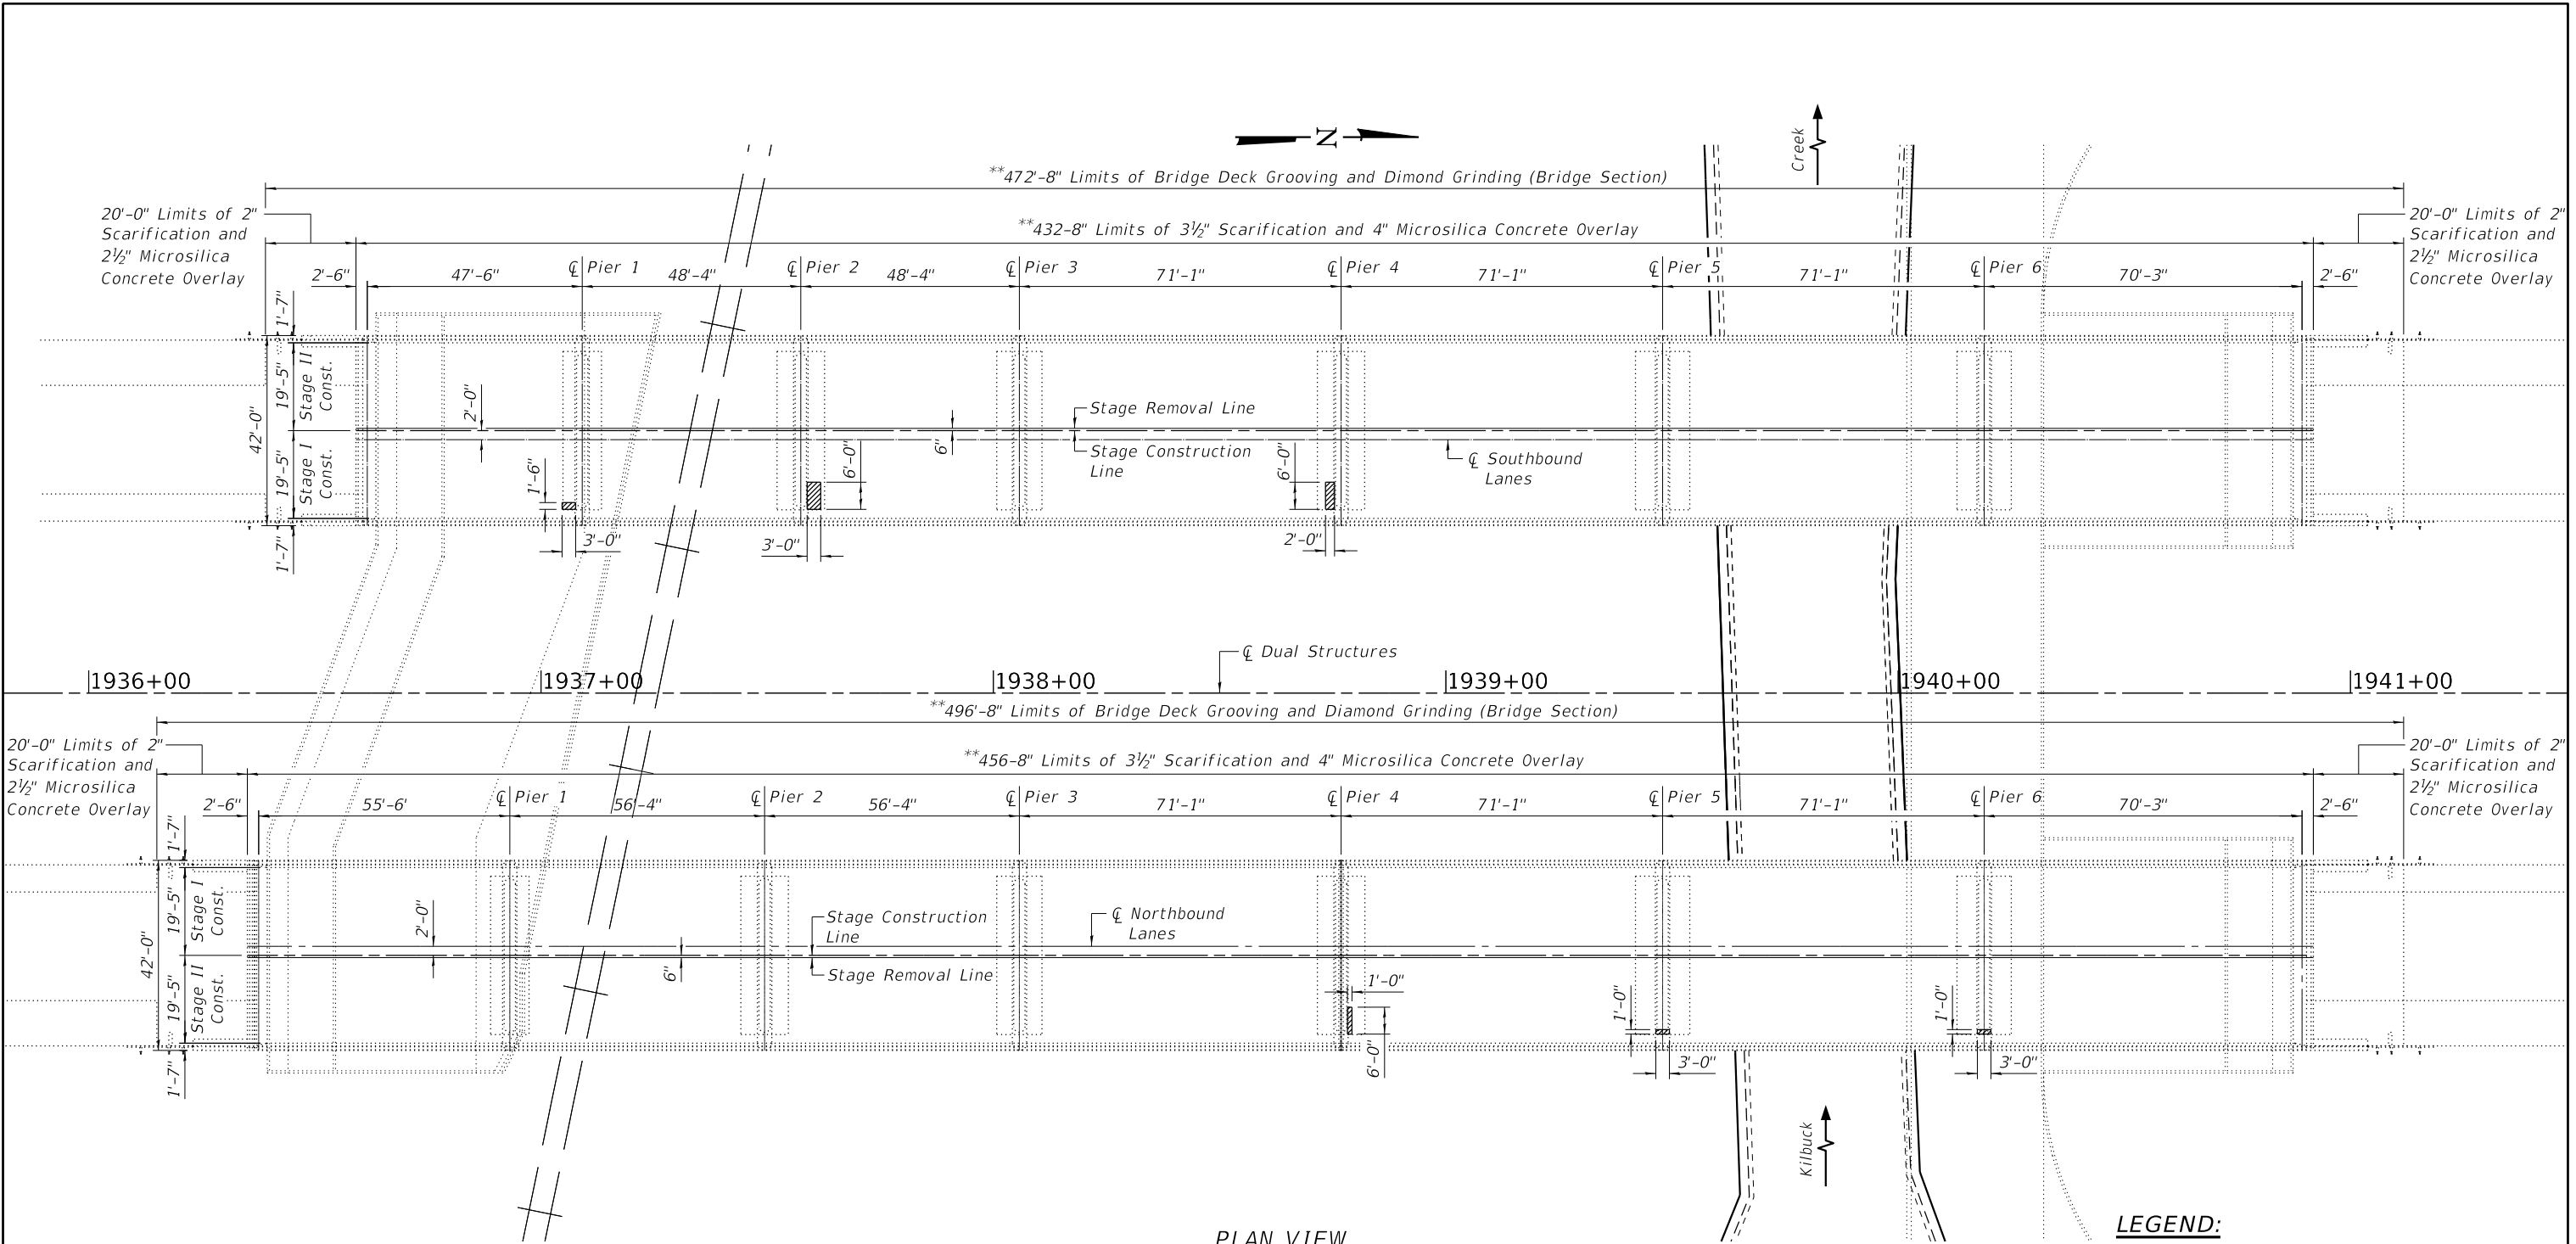 N
Creek
**472'-8" Limits of Bridge Deck Grooving and Dimond Grinding (Bridge Section)
20'-0" Limits of 2"
Scarification and
2½" Microsilica
Concrete Overlay
**432-8" Limits of 3½" Scarification and 4" Microsilica Concrete Overlay
20'-0" Limits of 2"
Scarification and
2½" Microsilica
Concrete Overlay
2'-6" 47'-6" ℄ Pier 1 48'-4" ℄ Pier 2 48'-4" ℄ Pier 3 71'-1" ℄ Pier 4 71'-1" ℄ Pier 5 71'-1" ℄ Pier 6 70'-3" 2'-6"
1'-7"
42'-0"
19'-5"
Stage II
Const.
19'-5"
Stage I
Const.
1'-7"
2'-0"
1'-6"
3'-0"
6'-0"
3'-0"
6"
Stage Removal Line
Stage Construction
Line
6'-0"
2'-0"
℄ Southbound
Lanes
℄ Dual Structures
1936+00 1937+00 1938+00 1939+00 1940+00 1941+00
**496'-8" Limits of Bridge Deck Grooving and Diamond Grinding (Bridge Section)
20'-0" Limits of 2"
Scarification and
2½" Microsilica
Concrete Overlay
**456-8" Limits of 3½" Scarification and 4" Microsilica Concrete Overlay
20'-0" Limits of 2"
Scarification and
2½" Microsilica
Concrete Overlay
2'-6" 55'-6' ℄ Pier 1 56'-4" ℄ Pier 2 56'-4" ℄ Pier 3 71'-1" ℄ Pier 4 71'-1" ℄ Pier 5 71'-1" ℄ Pier 6 70'-3" 2'-6"
1'-7"
42'-0"
19'-5"
Stage I
Const.
19'-5"
Stage II
Const.
1'-7"
2'-0"
6"
Stage Construction
Line
Stage Removal Line
℄ Northbound
Lanes
1'-0"
6'-0"
1'-0"
3'-0"
1'-0"
3'-0"
Kilbuck
PLAN VIEW
LEGEND: